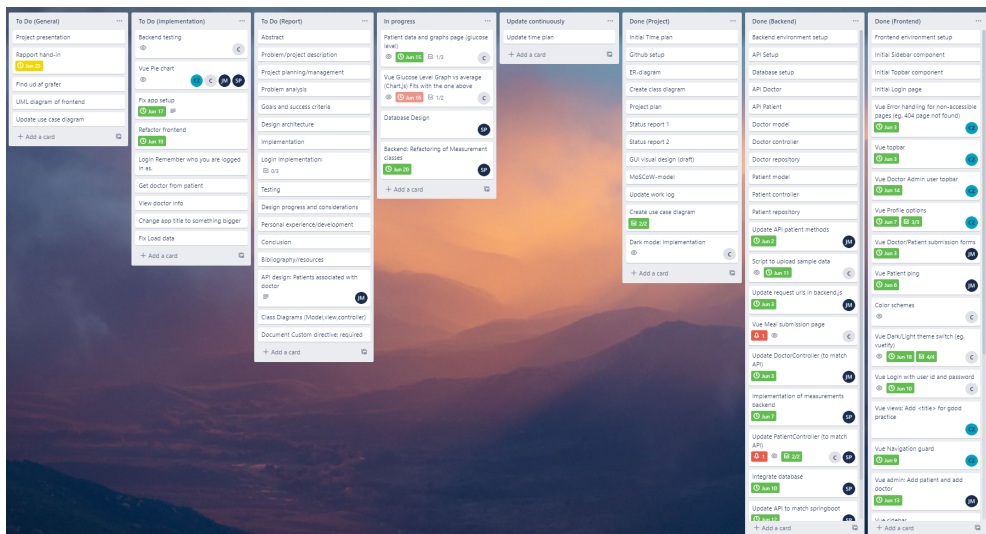 To Do (General)
Project presentation
Rapport hand-in
Jun 23
Find ud af grafer
UML diagram of frontend
Update use case diagram
+ Add a card
To Do (Implementation)
Backend testing
C
Vue Pie chart
CZ C JM SP
Fix app setup
Jun 17
Refactor frontend
Jun 18
Login Remember who you are logged
in as.
Get doctor from patient
View doctor info
Change app title to something bigger
Fix Load data
+ Add a card
To Do (Report)
Abstract
Problem/project description
Project planning/management
Problem analysis
Goals and success criteria
Design architecture
Implementation
Login Implementation:
0/3
Testing
Design progress and considerations
Personal experience/development
Conclusion
Bibliography/resources
API design: Patients associated with
doctor
JM
Class Diagrams (Model,view,controller)
Document Custom directive: required
+ Add a card
In progress
Patient data and graphs page (glucose
level)
Jun 15 1/3
C
Vue Glucose Level Graph vs average
(Chart.js) Fits with the one above
Jun 16 1/2
C
Database Design
SP
Backend: Refactoring of Measurement
classes
Jun 20
SP
+ Add a card
Update continuously
Update time plan
+ Add a card
Done (Project)
Initial Time plan
Github setup
ER-diagram
Create class diagram
Project plan
Status report 1
Status report 2
GUI visual design (draft)
MoSCoW-model
Update work log
Create use case diagram
2/2
Dark mode: Implementation
C
+ Add a card
Done (Backend)
Backend environment setup
API Setup
Database setup
API Doctor
API Patient
Doctor model
Doctor controller
Doctor repository
Patient model
Patient controller
Patient repository
Update API patient methods
Jun 2
JM
Script to upload sample data
Jun 11
C
Update request uris in backend.js
Jun 3
JM
Vue Meal submission page
1
C
Update DoctorController (to match
API)
Jun 3
JM
Implementation of measurements
backend
Jun 7
SP
Update PatientController (to match
API)
1 2/2
C SP
Integrate database
Jun 10
SP
Update API to match springboot
Jun 12
SP
+ Add a card
Done (Frontend)
Frontend environment setup
Initial Sidebar component
Initial Topbar component
Initial Login page
Vue Error handling for non-accessible
pages (eg. 404 page not found)
Jun 3
CZ
Vue topbar
Jun 3
CZ
Vue Doctor Admin user topbar
Jun 14
CZ
Vue Profile options
Jun 7 3/3
CZ
Vue Doctor/Patient submission forms
Jun 3
JM
Vue Patient ping
Jun 6
JM
Color schemes
C
Vue Dark/Light theme switch (eg.
vuetify)
Jun 10 4/4
C
Vue Login with user id and password
Jun 10
C
Vue views: Add <title> for good
practice
CZ
Vue Navigation guard
Jun 9
CZ
Vue admin: Add patient and add
doctor
Jun 13
JM
Vue sidebar
+ Add a card